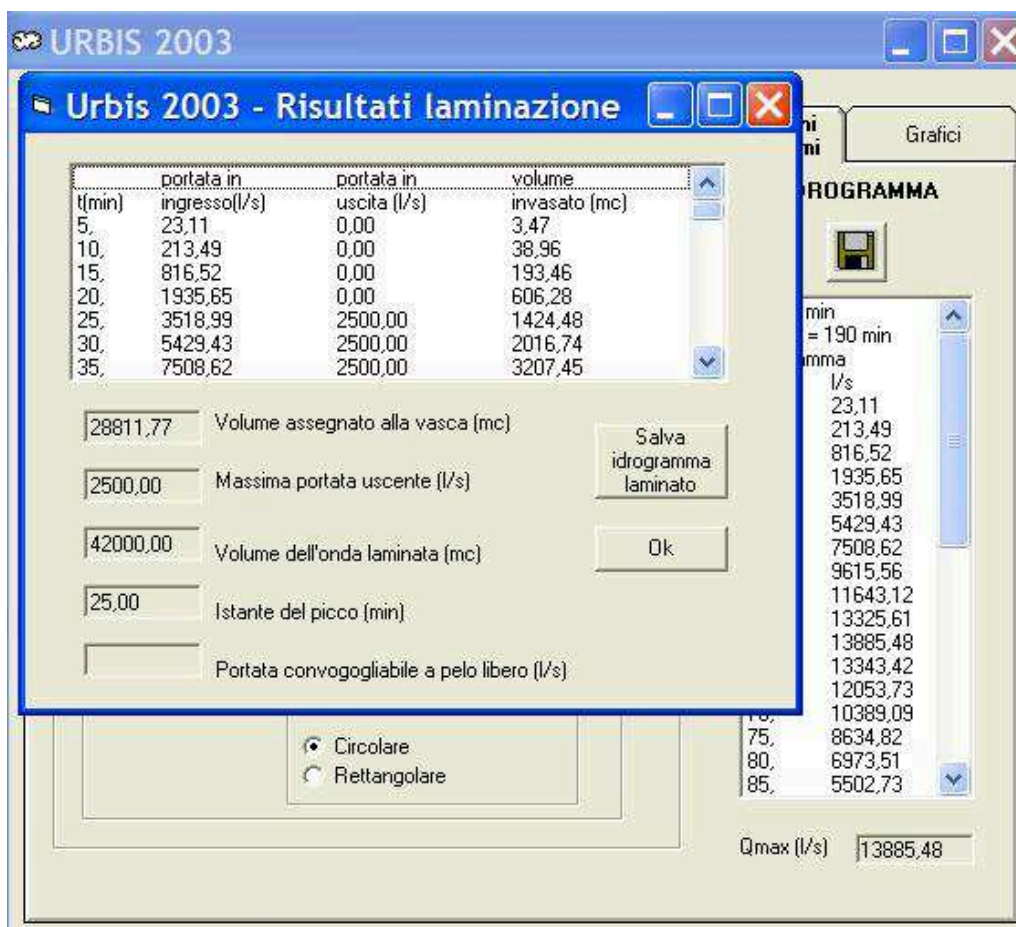 URBIS 2003
Urbis 2003 - Risultati laminazione
portata in portata in volume
t(min) ingresso(l/s) uscita (l/s) invasato (mc)
5, 23,11 0,00 3,47
10, 213,49 0,00 38,96
15, 816,52 0,00 193,46
20, 1935,65 0,00 606,28
25, 3518,99 2500,00 1424,48
30, 5429,43 2500,00 2016,74
35, 7508,62 2500,00 3207,45
28811,77 Volume assegnato alla vasca (mc)
2500,00 Massima portata uscente (l/s)
42000,00 Volume dell'onda laminata (mc)
25,00 Istante del picco (min)
Portata convogogliabile a pelo libero (l/s)
Salva
idrogramma
laminato
Ok
Circolare
Rettangolare
Grafici
min
= 190 min
l/s
23,11
213,49
816,52
1935,65
3518,99
5429,43
7508,62
9615,56
11643,12
13325,61
13885,48
13343,42
12053,73
10389,09
75, 8634,82
80, 6973,51
85, 5502,73
Qmax (l/s) 13885,48